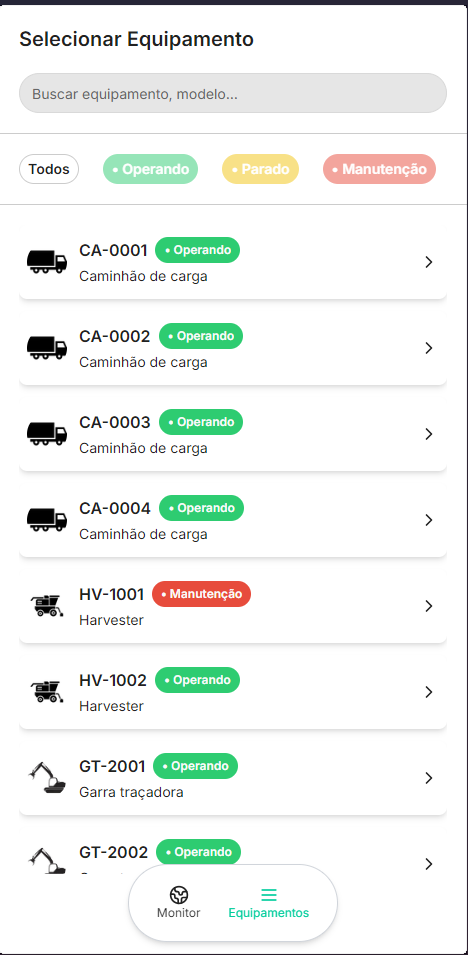 Selecionar Equipamento
Buscar equipamento, modelo...
Todos • Operando • Parado • Manutenção
CA-0001 • Operando
Caminhão de carga
CA-0002 • Operando
Caminhão de carga
CA-0003 • Operando
Caminhão de carga
CA-0004 • Operando
Caminhão de carga
HV-1001 • Manutenção
Harvester
HV-1002 • Operando
Harvester
GT-2001 • Operando
Garra traçadora
GT-2002 • Operando
Monitor Equipamentos